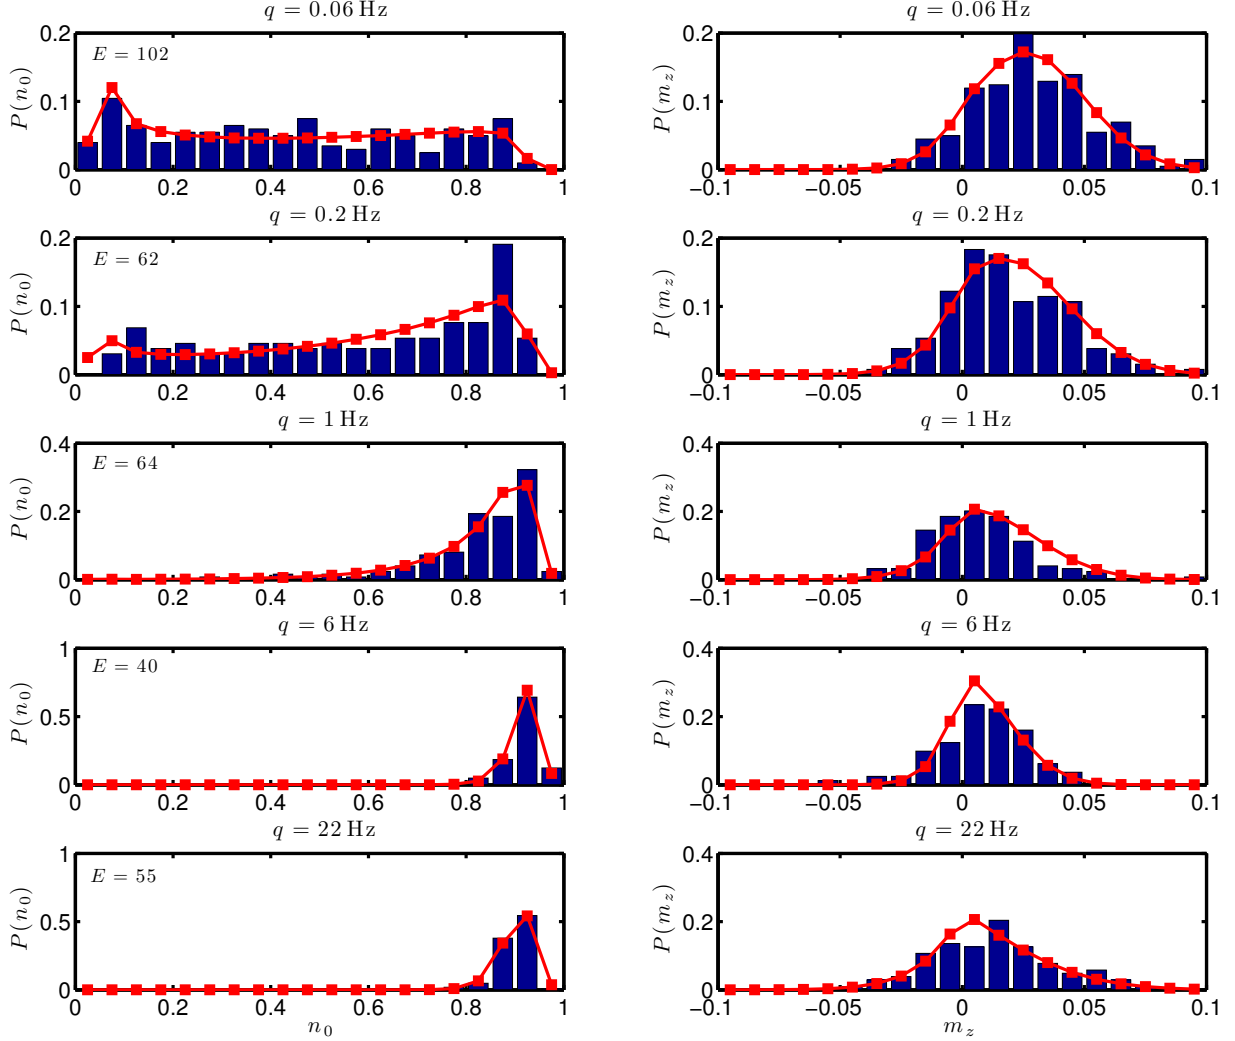 q = 0.06 Hz
E = 102
P(n0)
0.2
0.1
0
0 0.2 0.4 0.6 0.8 1
q = 0.06 Hz
P(mz)
0.2
0.1
0
−0.1 −0.05 0 0.05 0.1
q = 0.2 Hz
E = 62
P(n0)
0.2
0.1
0
0 0.2 0.4 0.6 0.8 1
q = 0.2 Hz
P(mz)
0.2
0.1
0
−0.1 −0.05 0 0.05 0.1
q = 1 Hz
E = 64
P(n0)
0.4
0.2
0
0 0.2 0.4 0.6 0.8 1
q = 1 Hz
P(mz)
0.4
0.2
0
−0.1 −0.05 0 0.05 0.1
q = 6 Hz
E = 40
P(n0)
1
0.5
0
0 0.2 0.4 0.6 0.8 1
q = 6 Hz
P(mz)
0.4
0.2
0
−0.1 −0.05 0 0.05 0.1
q = 22 Hz
E = 55
P(n0)
1
0.5
0
0 0.2 0.4 0.6 0.8 1
n0
q = 22 Hz
P(mz)
0.4
0.2
0
−0.1 −0.05 0 0.05 0.1
mz